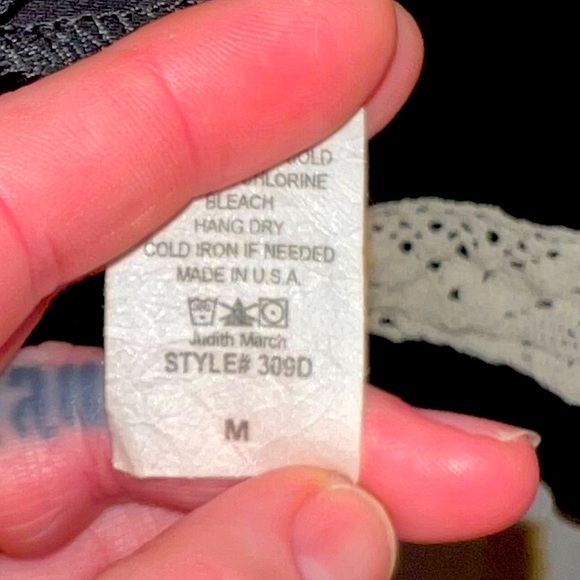 BLEACH
HANG DRY
COLD IRON IF NEEDED
MADE IN U.S.A.
Judith March
STYLE# 309D
M